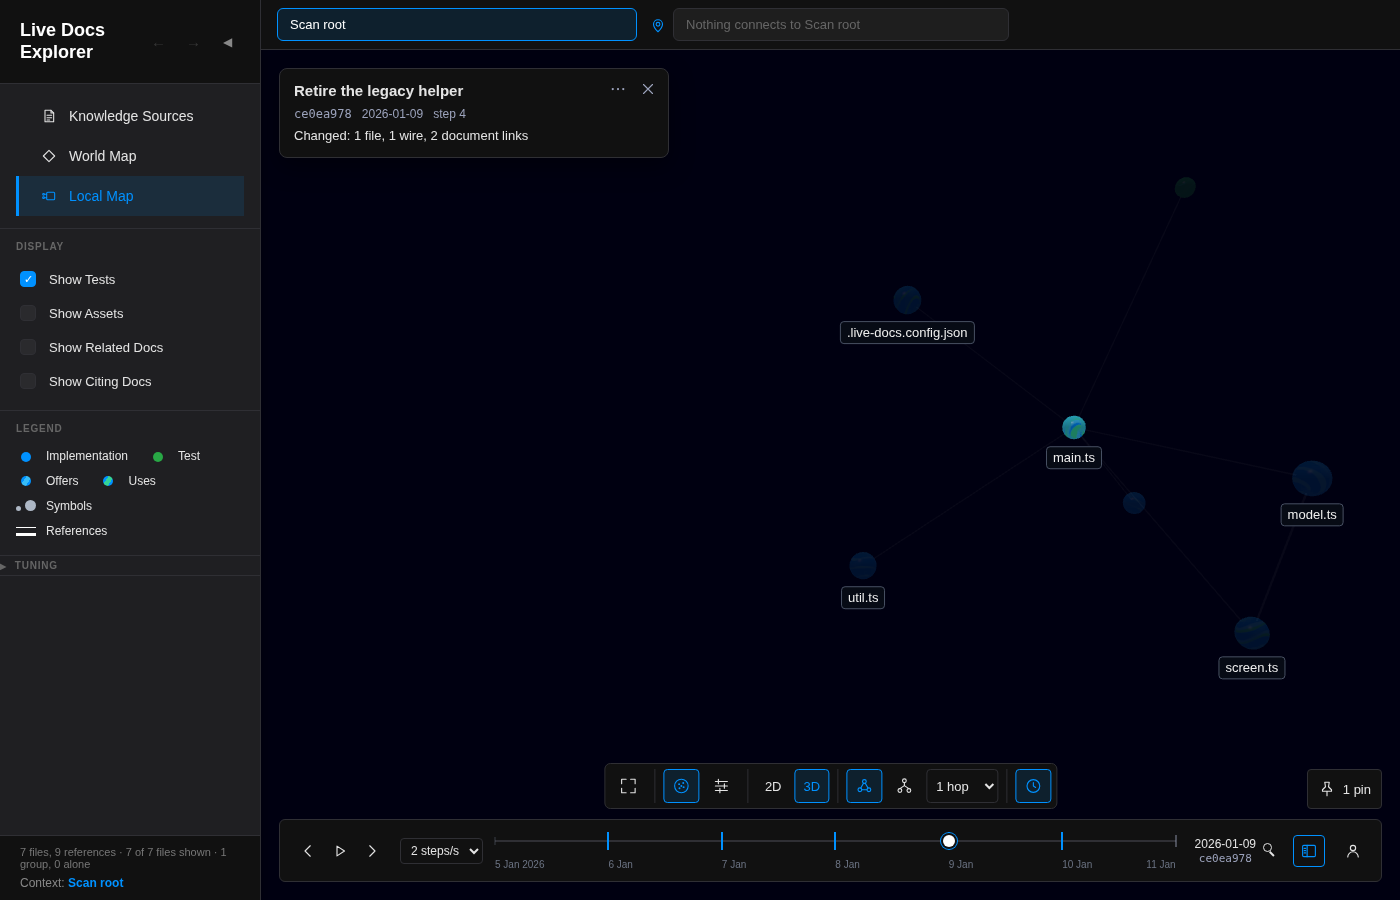 Live Docs
Explorer
Scan root
Nothing connects to Scan root
Knowledge Sources
World Map
Local Map
DISPLAY
Show Tests
Show Assets
Show Related Docs
Show Citing Docs
LEGEND
Implementation
Test
Offers
Uses
Symbols
References
TUNING
7 files, 9 references · 7 of 7 files shown · 1
group, 0 alone
Context: Scan root
Retire the legacy helper
ce0ea978 2026-01-09 step 4
Changed: 1 file, 1 wire, 2 document links
.live-docs.config.json
main.ts
model.ts
util.ts
screen.ts
2D
3D
1 hop
1 pin
2 steps/s
5 Jan 2026
6 Jan
7 Jan
8 Jan
9 Jan
10 Jan
11 Jan
2026-01-09
ce0ea978